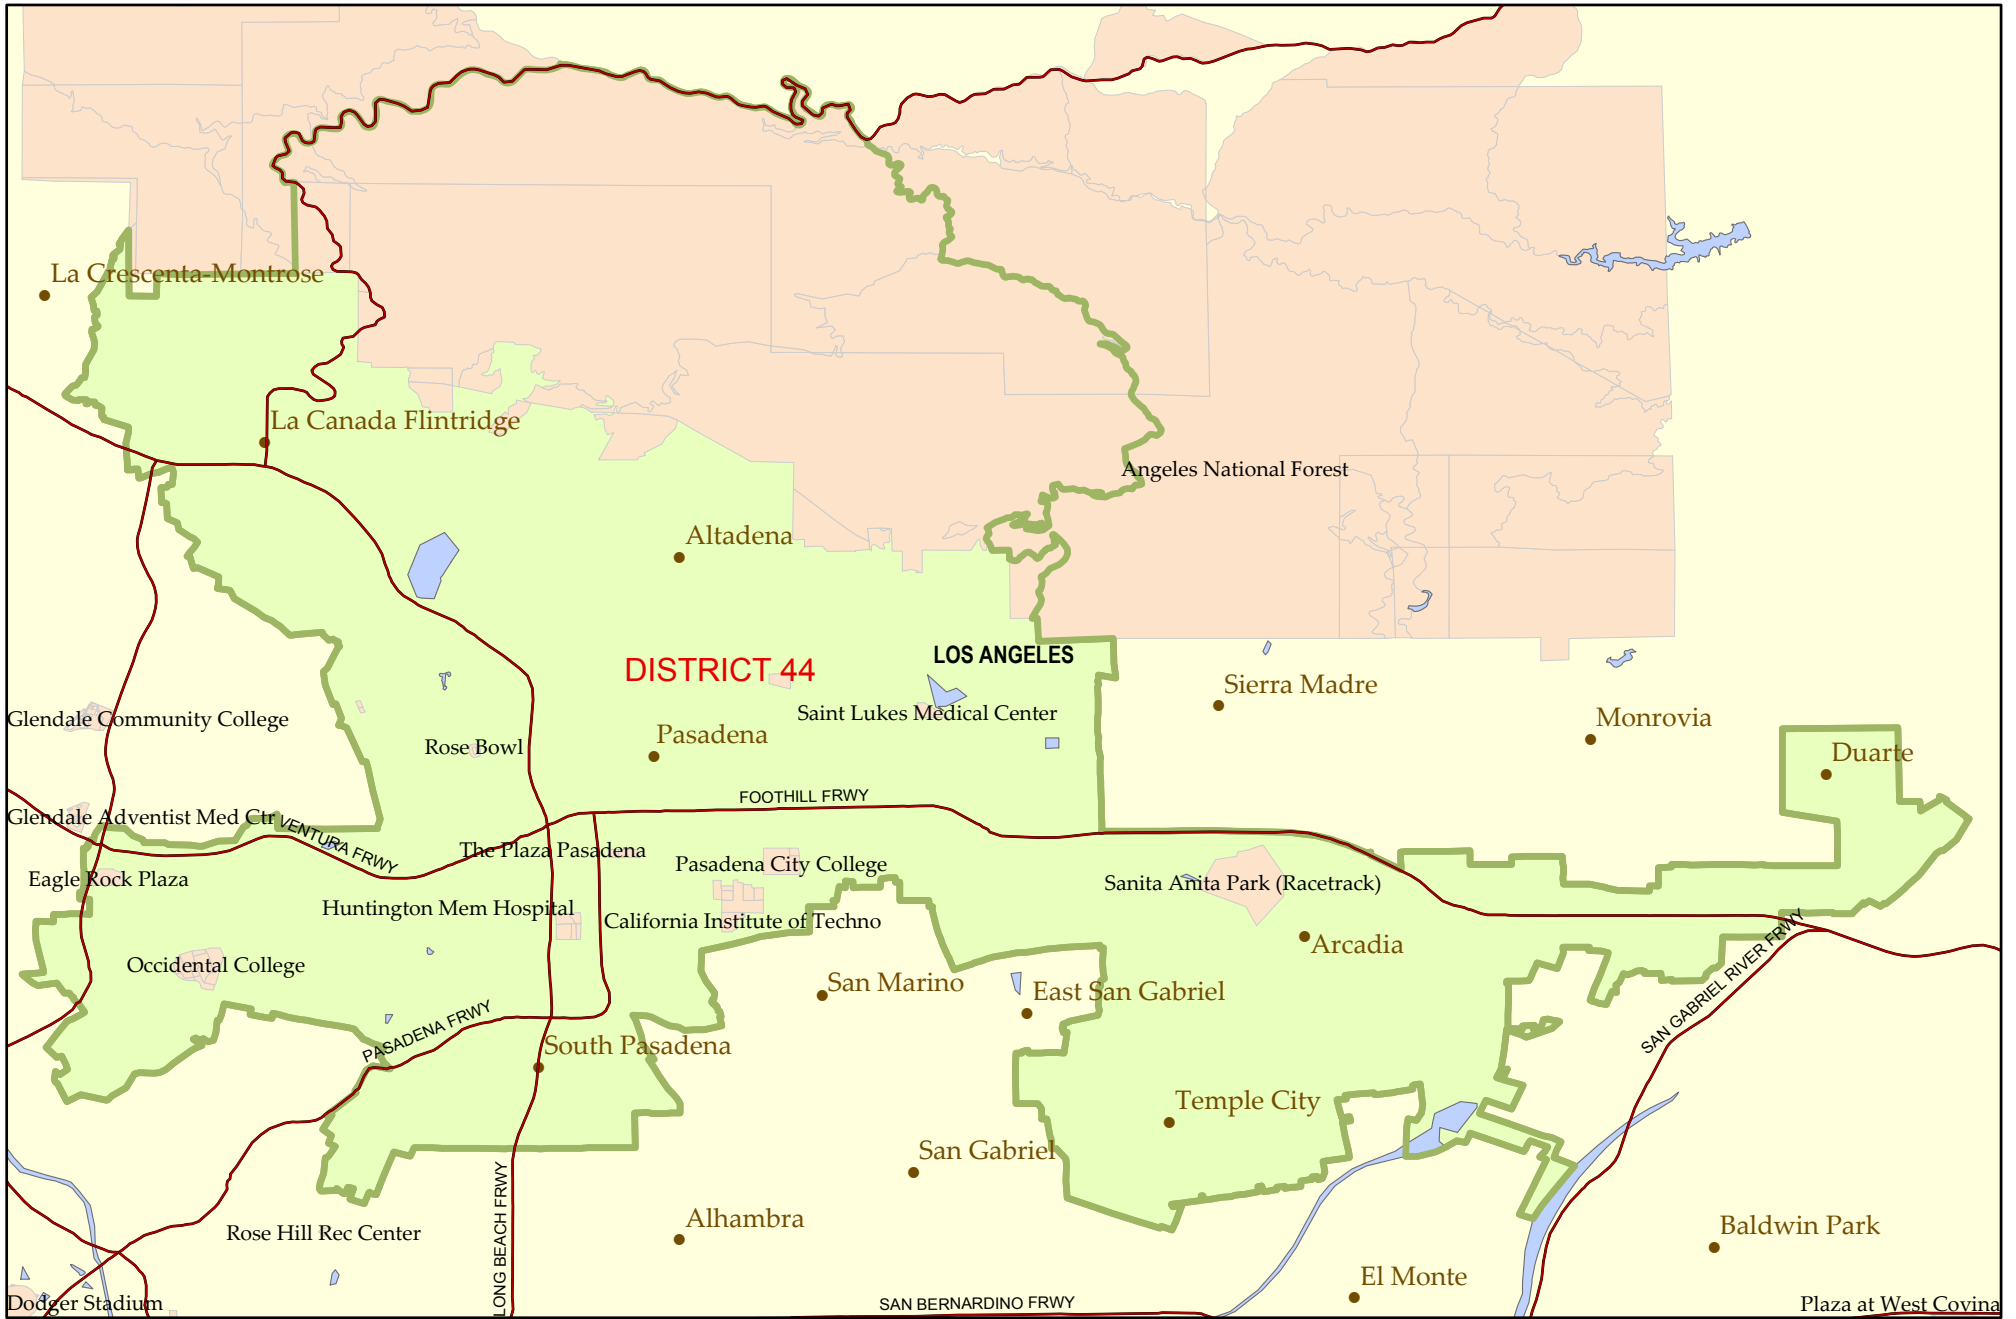 La Crescenta-Montrose
La Canada Flintridge
Angeles National Forest
Altadena
LOS ANGELES
DISTRICT 44
Sierra Madre
Saint Lukes Medical Center
Monrovia
Glendale Community College
Rose Bowl
Pasadena
Duarte
FOOTHILL FRWY
Glendale Adventist Med Ctr
VENTURA FRWY
The Plaza Pasadena
Pasadena City College
Eagle Rock Plaza
Sanita Anita Park (Racetrack)
Huntington Mem Hospital
California Institute of Techno
Arcadia
Occidental College
San Marino
East San Gabriel
SAN GABRIEL RIVER FRWY
PASADENA FRWY
South Pasadena
Temple City
San Gabriel
LONG BEACH FRWY
Rose Hill Rec Center
Alhambra
Baldwin Park
El Monte
Dodger Stadium
SAN BERNARDINO FRWY
Plaza at West Covina